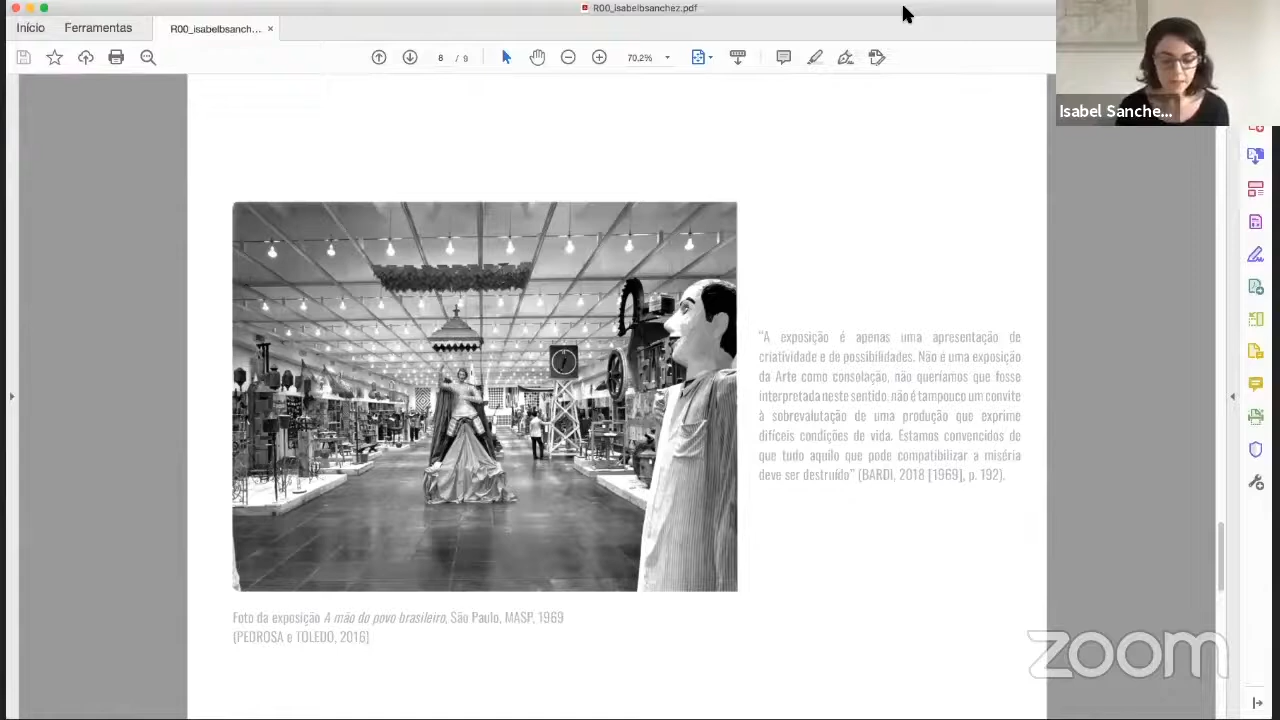 R00_isabelbsanchez.pdf
Início Ferramentas R00_isabelbsanch... ×
8 / 9 70,2%
Isabel Sanche...
“A exposição é apenas uma apresentação de
criatividade e de possibilidades. Não é uma exposição
da Arte como consolação, não queríamos que fosse
interpretada neste sentido, não é tampouco um convite
à sobrevalutação de uma produção que exprime
difíceis condições de vida. Estamos convencidos de
que tudo aquilo que pode compatibilizar a miséria
deve ser destruído” (BARDI, 2018 [1969], p. 192).
Foto da exposição A mão do povo brasileiro, São Paulo, MASP, 1969
(PEDROSA e TOLEDO, 2016)
zoom